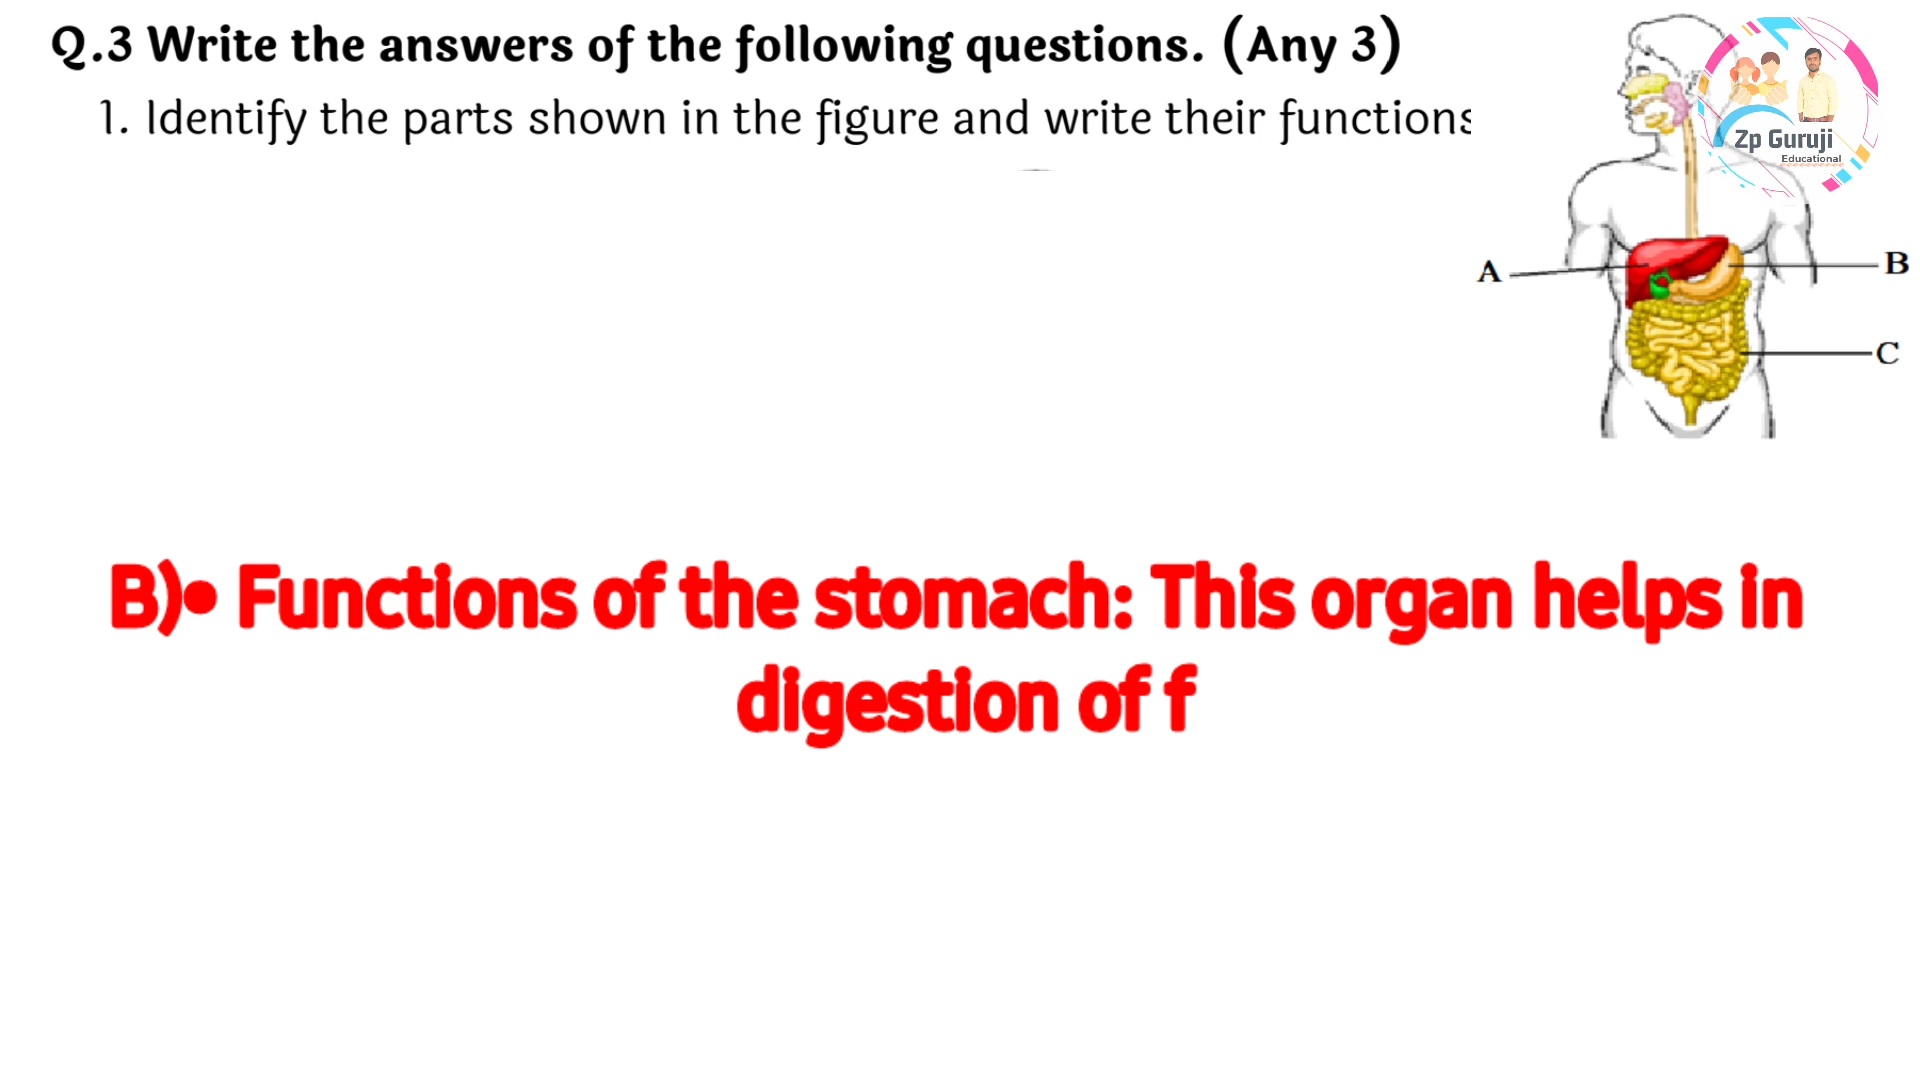 Q.3 Write the answers of the following questions. (Any 3)
1. Identify the parts shown in the figure and write their functions
Zp Guruji
Educational
A
B
C
B)• Functions of the stomach: This organ helps in
digestion of f